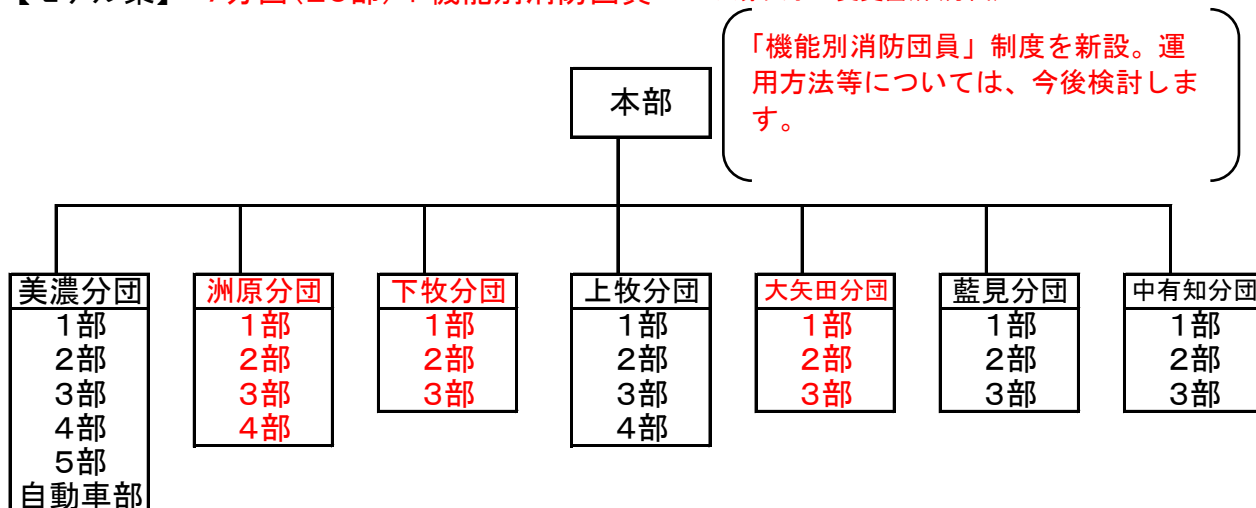 本部
「機能別消防団員」制度を新設。運
用方法等については、今後検討しま
す。
美濃分団
1部
2部
3部
4部
5部
自動車部
洲原分団
1部
2部
3部
4部
下牧分団
1部
2部
3部
上牧分団
1部
2部
3部
4部
大矢田分団
1部
2部
3部
藍見分団
1部
2部
3部
中有知分団
1部
2部
3部